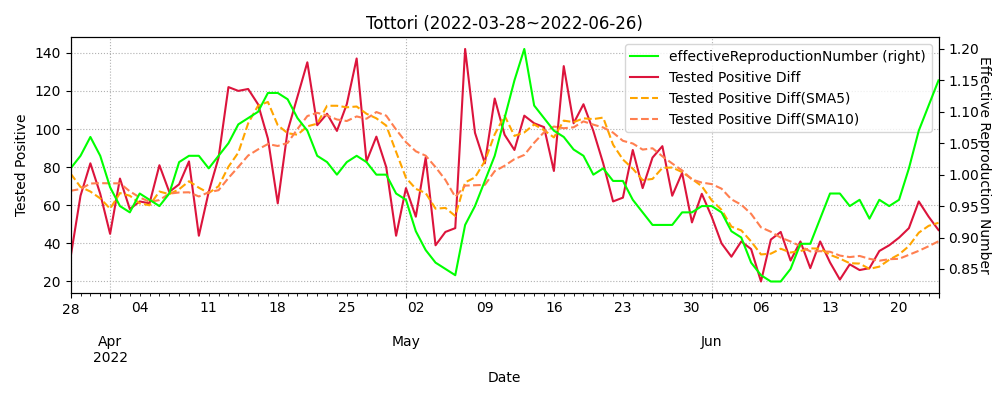 Tottori (2022-03-28~2022-06-26)
effectiveReproductionNumber (right)
Tested Positive Diff
Tested Positive Diff(SMA5)
Tested Positive Diff(SMA10)
Tested Positive
140
120
100
80
60
40
20
1.20
1.15
1.10
1.05
1.00
0.95
0.90
0.85
Effective Reproduction Number
28 04 11 18 25 02 09 16 23 30 06 13 20
Apr May Jun
2022
Date